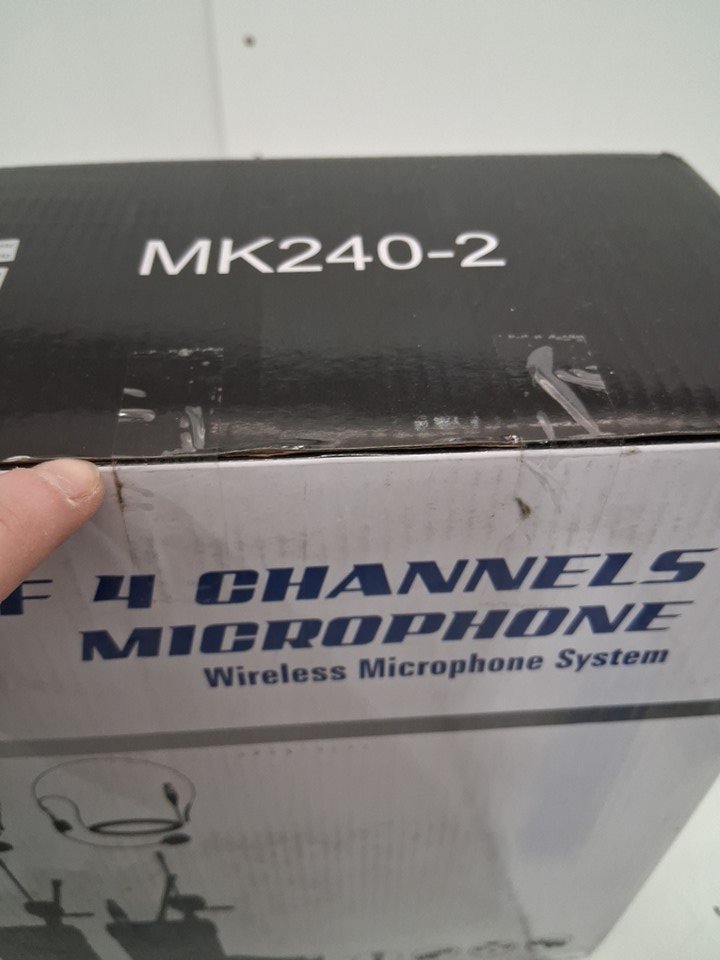 MK240-2
F 4 CHANNELS
MICROPHONE
Wireless Microphone System